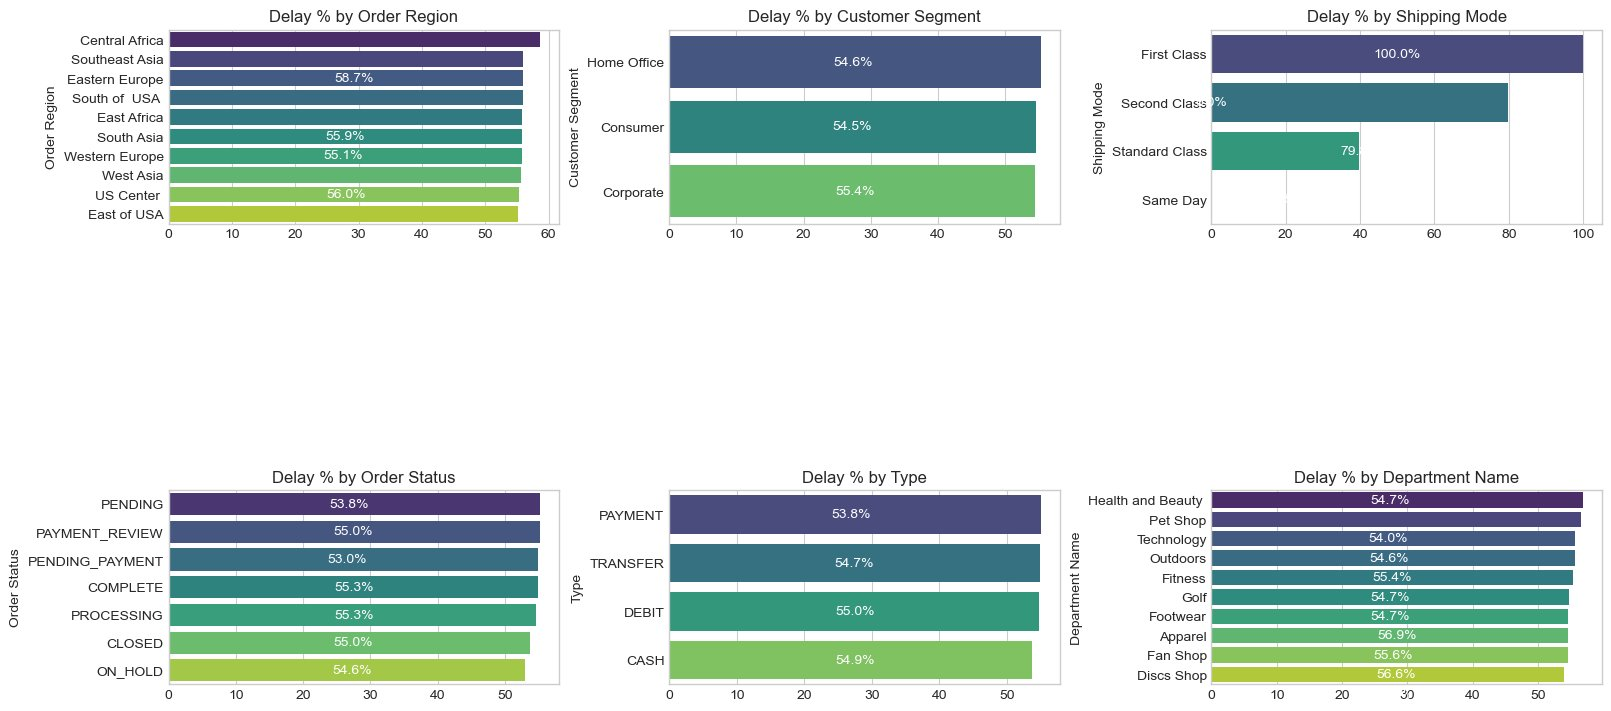 Delay % by Order Region
Order Region
Central Africa
Southeast Asia
Eastern Europe 58.7%
South of  USA
East Africa
South Asia 55.9%
Western Europe 55.1%
West Asia
US Center 56.0%
East of USA
0 10 20 30 40 50 60
Delay % by Customer Segment
Customer Segment
Home Office 54.6%
Consumer 54.5%
Corporate 55.4%
0 10 20 30 40 50
Delay % by Shipping Mode
Shipping Mode
First Class 100.0%
Second Class
Standard Class
Same Day
0 20 40 60 80 100
Delay % by Order Status
Order Status
PENDING 53.8%
PAYMENT_REVIEW 55.0%
PENDING_PAYMENT 53.0%
COMPLETE 55.3%
PROCESSING 55.3%
CLOSED 55.0%
ON_HOLD 54.6%
0 10 20 30 40 50
Delay % by Type
Type
PAYMENT 53.8%
TRANSFER 54.7%
DEBIT 55.0%
CASH 54.9%
0 10 20 30 40 50
Delay % by Department Name
Department Name
Health and Beauty 54.7%
Pet Shop
Technology 54.0%
Outdoors 54.6%
Fitness 55.4%
Golf 54.7%
Footwear 54.7%
Apparel 56.9%
Fan Shop 55.6%
Discs Shop 56.6%
0 10 20 30 40 50